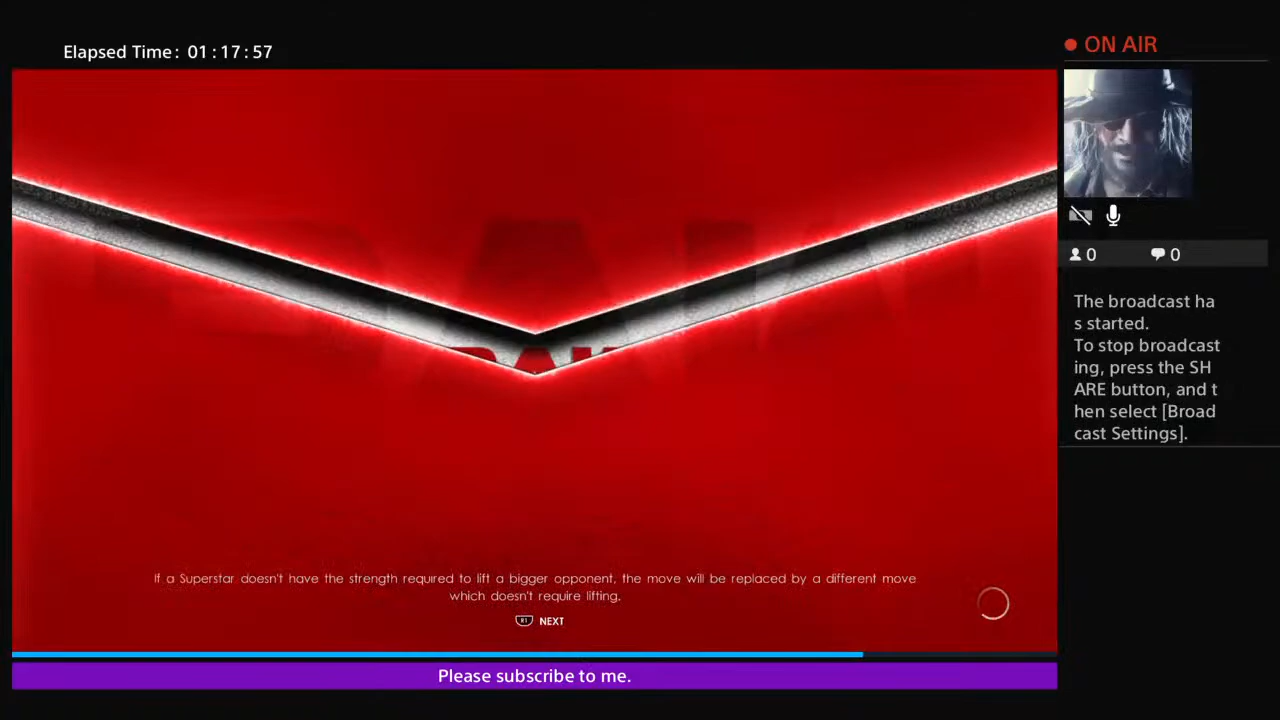 Elapsed Time: 01:17:57
ON AIR
0 0
The broadcast ha
s started.
To stop broadcast
ing, press the SH
ARE button, and t
hen select [Broad
cast Settings].
If a Superstar doesn't have the strength required to lift a bigger opponent, the move will be replaced by a different move
which doesn't require lifting.
R1 NEXT
Please subscribe to me.